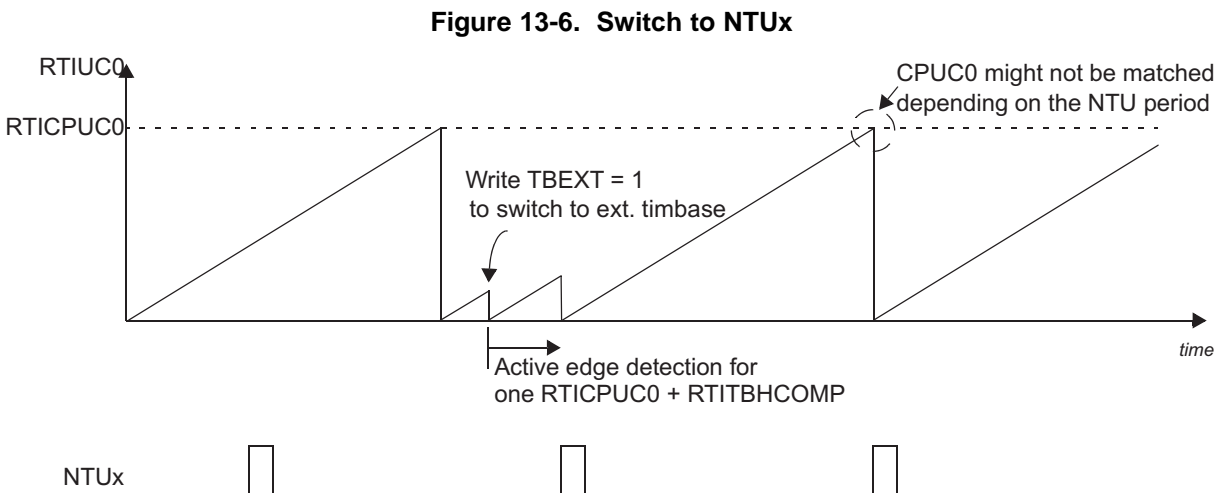 Figure 13-6. Switch to NTUx
RTIUC0
CPUC0 might not be matched
depending on the NTU period
RTICPUC0
Write TBEXT = 1
to switch to ext. timbase
time
Active edge detection for
one RTICPUC0 + RTITBHCOMP
NTUx